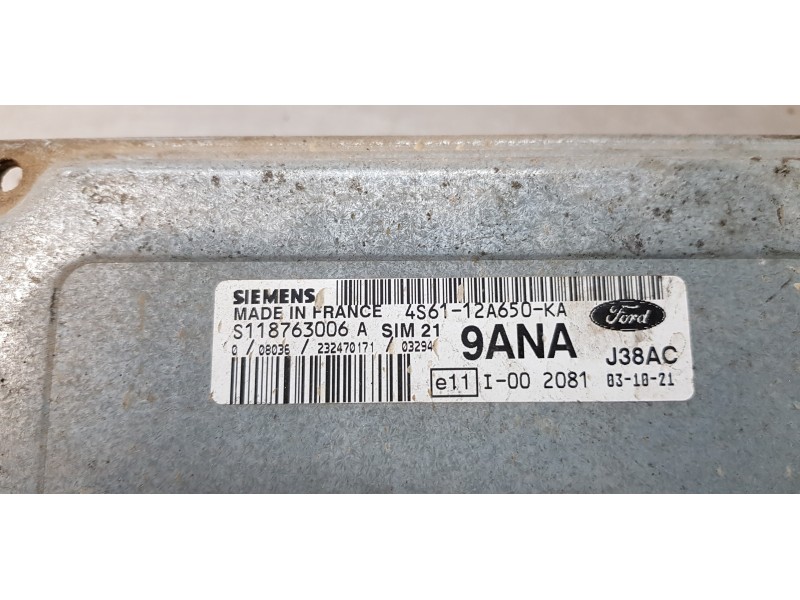 SIEMENS
MADE IN FRANCE 4S61-12A650-KA
Ford
S118763006 A SIM 21 9ANA J38AC
0 / 08036 / 232470171 / 03294
e11 I-00 2081 03-10-21